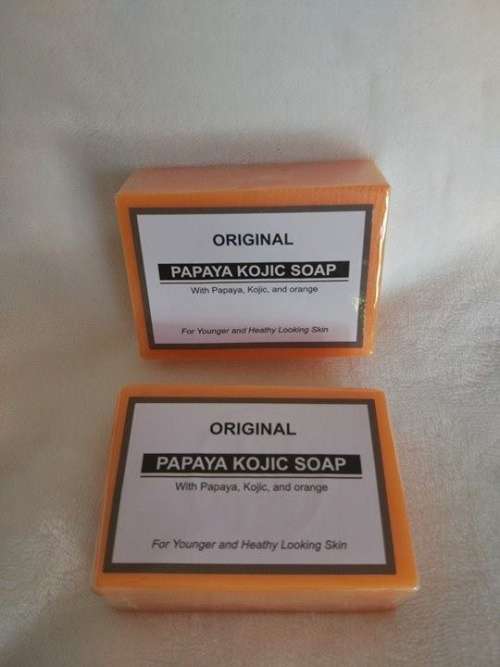 ORIGINAL
PAPAYA KOJIC SOAP
With Papaya, Kojic, and orange
For Younger and Heathy Looking Skin
ORIGINAL
PAPAYA KOJIC SOAP
With Papaya, Kojic, and orange
For Younger and Heathy Looking Skin